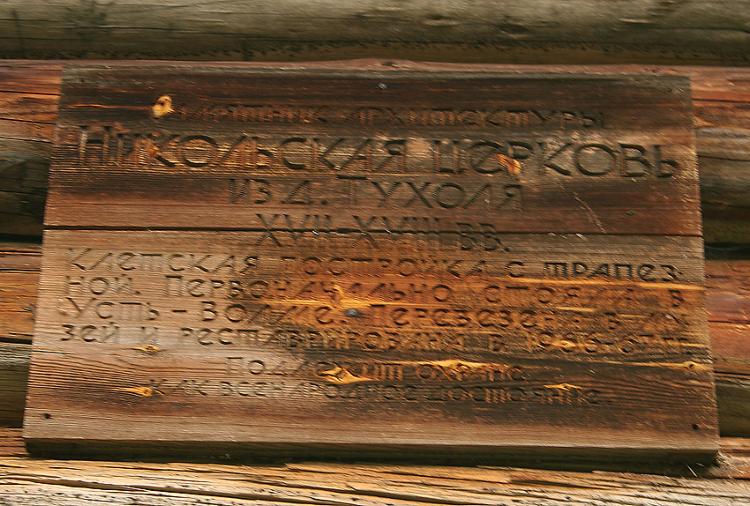 Памятник архитектуры
Никольская церковь
из д. Тухоля
XVII-XVIII вв.
Клетская постройка с трапез-
ной. Первоначально стояла в
Усть-Волме. Перевезена в му
зей и реставрирована в
Подлежит охране
как всенародное достояние.